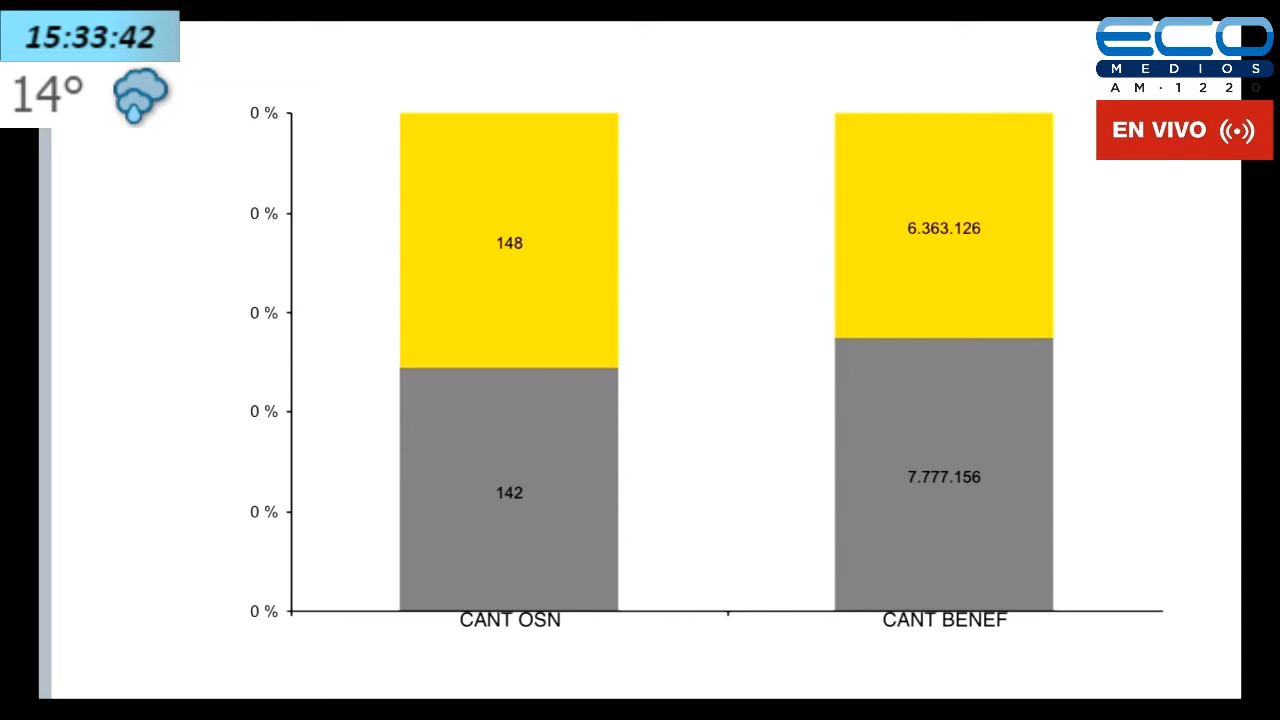 15:33:42
14°
ECO
MEDIOS
AM·1220
EN VIVO
0 %
0 %
0 %
0 %
0 %
0 %
148
6.363.126
142
7.777.156
CANT OSN
CANT BENEF